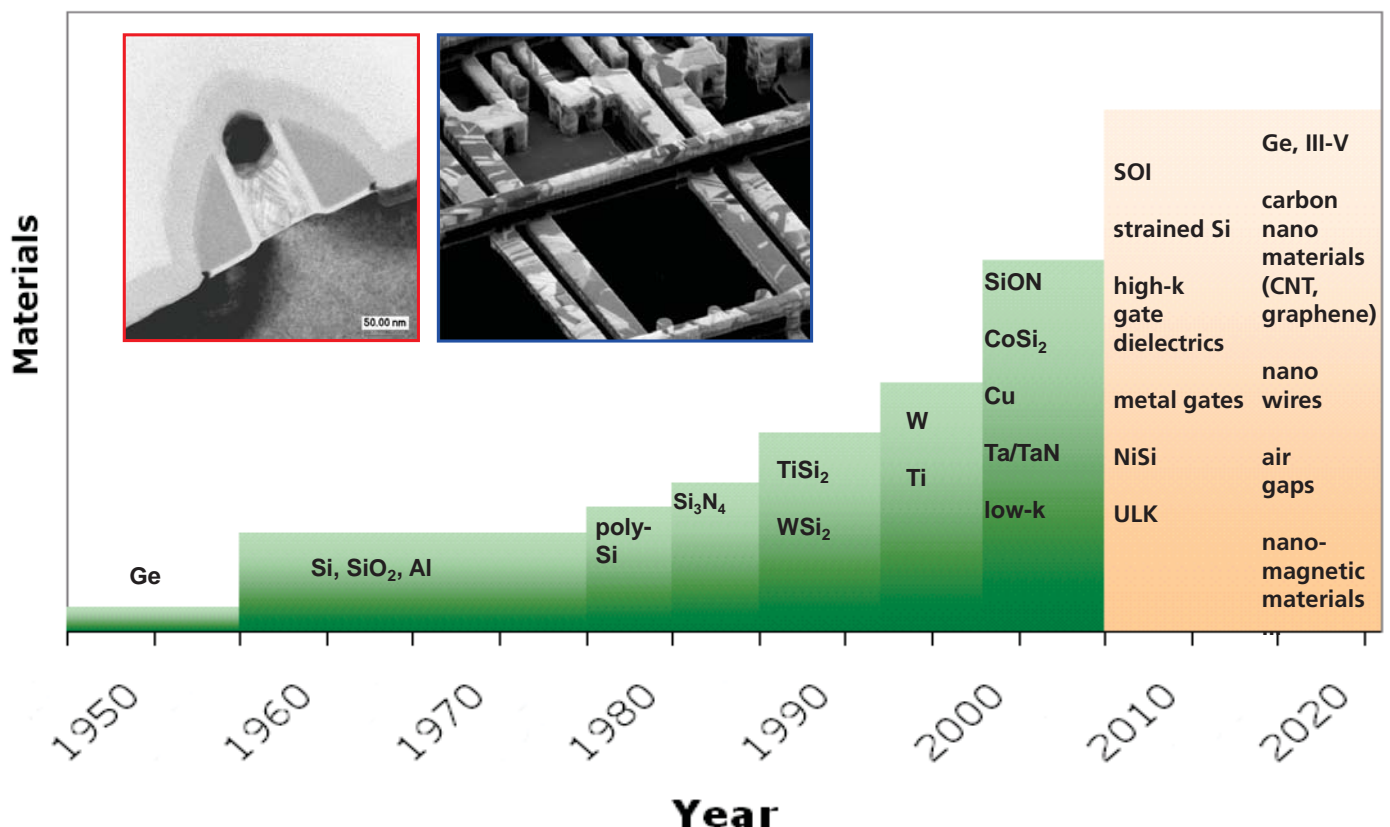 50.00 nm
Materials
Ge
Si, SiO₂, Al
poly-
Si
Si₃N₄
TiSi₂
WSi₂
W
Ti
SiON
CoSi₂
Cu
Ta/TaN
low-k
SOI
strained Si
high-k
gate
dielectrics
metal gates
NiSi
ULK
Ge, III-V
carbon
nano
materials
(CNT,
graphene)
nano
wires
air
gaps
nano-
magnetic
materials
...
1950
1960
1970
1980
1990
2000
2010
2020
Year